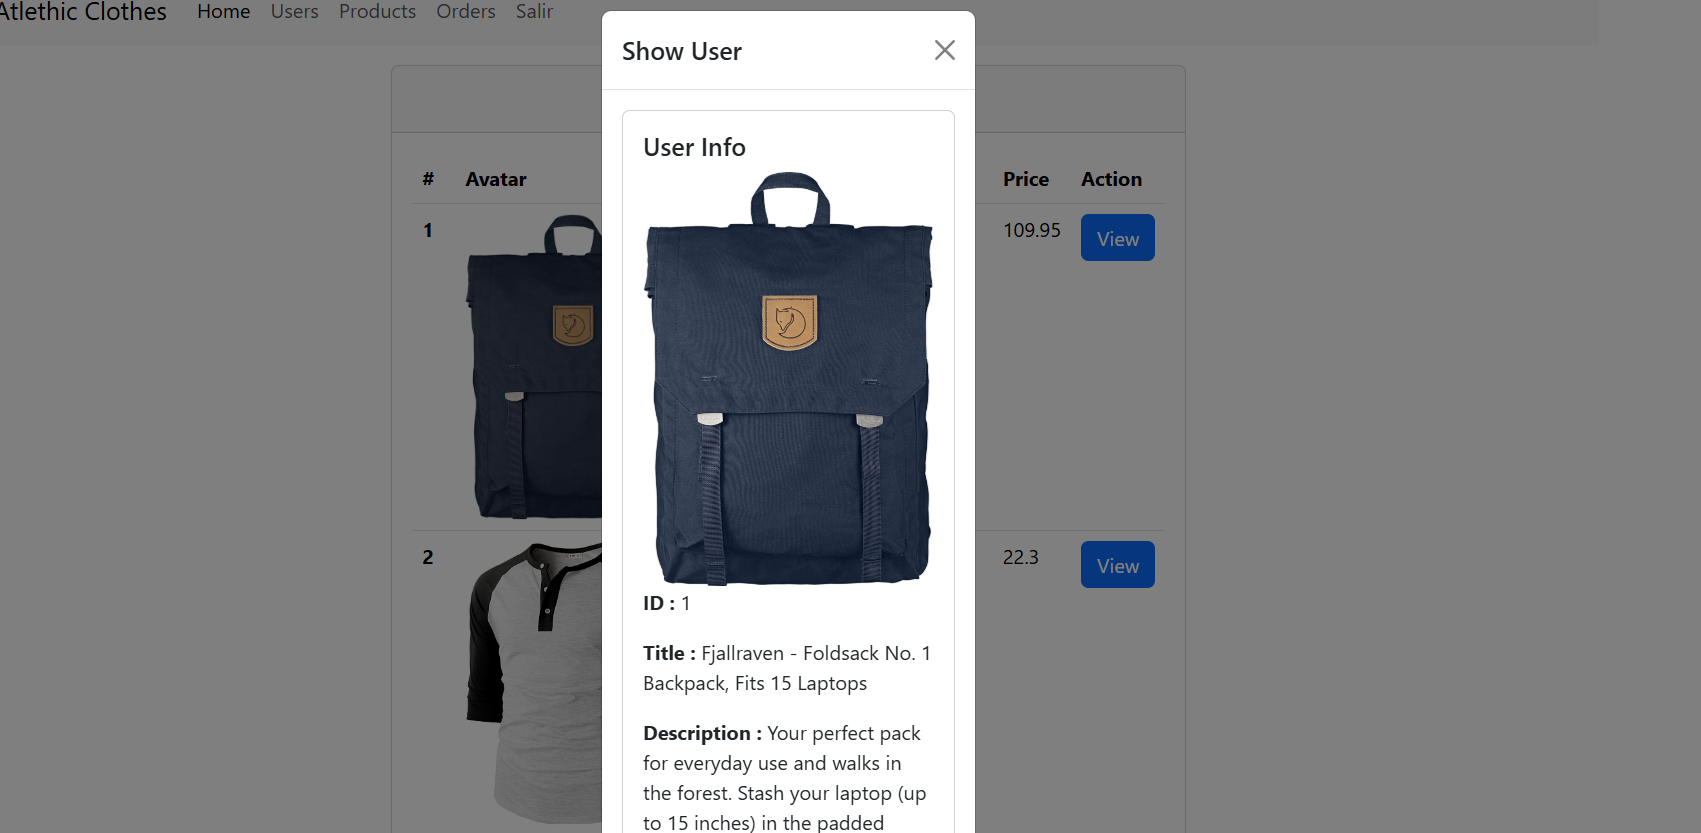 Atlethic Clothes Home Users Products Orders Salir
Show User
User Info
# Avatar Price Action
1 109.95 View
2 22.3 View
ID : 1
Title : Fjallraven - Foldsack No. 1
Backpack, Fits 15 Laptops
Description : Your perfect pack
for everyday use and walks in
the forest. Stash your laptop (up
to 15 inches) in the padded